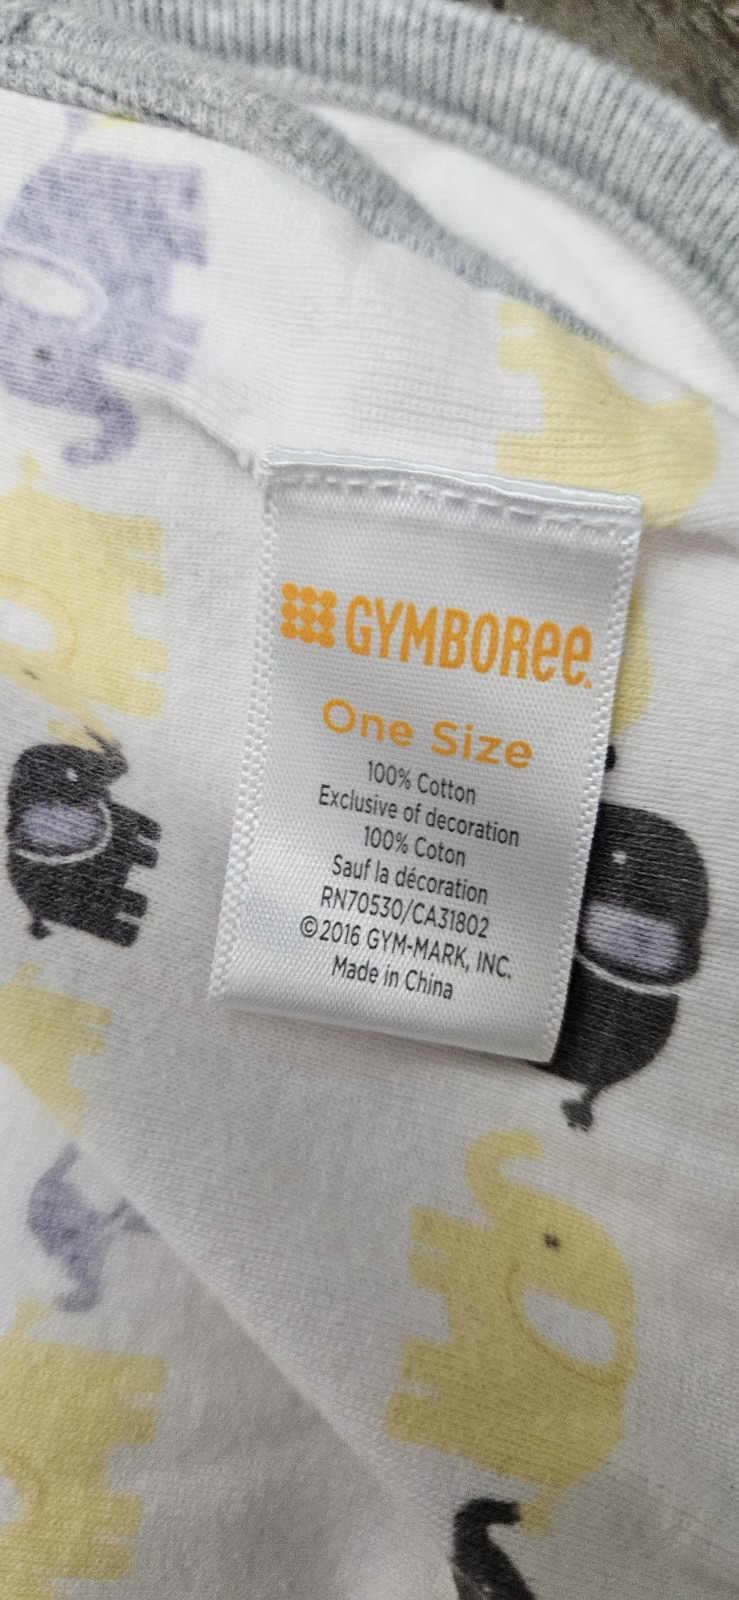 GYMBOREE®
One Size
100% Cotton
Exclusive of decoration
100% Coton
Sauf la décoration
RN70530/CA31802
©2016 GYM-MARK, INC.
Made in China